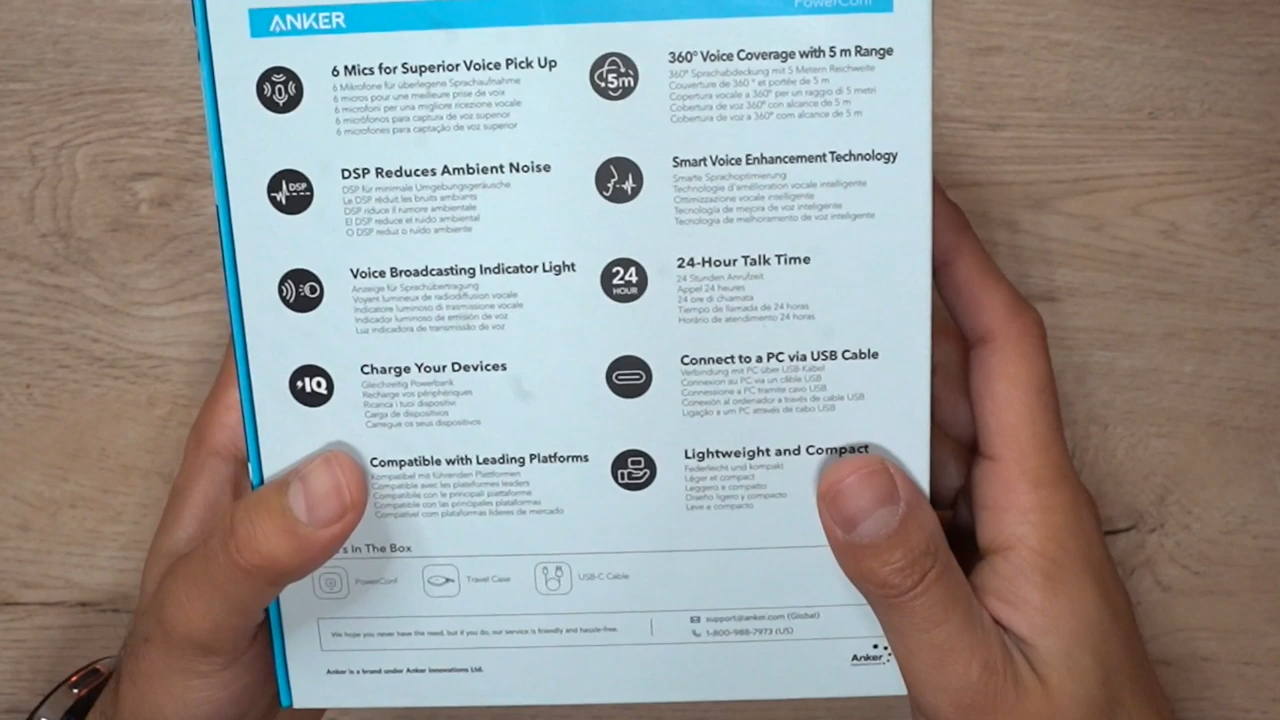 ANKER
PowerConf
6 Mics for Superior Voice Pick Up
6 Mikrofone für überlegene Sprachaufnahme
6 micros pour une meilleure prise de voix
6 microfoni per una migliore ricezione vocale
6 micrófonos para captura de voz superior
6 microfones para captação de voz superior
5m
360° Voice Coverage with 5 m Range
360° Sprachabdeckung mit 5 Metern Reichweite
Couverture de 360 ° et portée de 5 m
Copertura vocale a 360° per un raggio di 5 metri
Cobertura de voz 360° con alcance de 5 m
Cobertura de voz a 360° com alcance de 5 m
DSP
DSP Reduces Ambient Noise
DSP für minimale Umgebungsgeräusche
Le DSP réduit les bruits ambiants
DSP riduce il rumore ambientale
El DSP reduce el ruido ambiental
O DSP reduz o ruído ambiente
Smart Voice Enhancement Technology
Smarte Sprachoptimierung
Technologie d'amélioration vocale intelligente
Ottimizzazione vocale intelligente
Tecnología de mejora de voz inteligente
Tecnologia de melhoramento de voz inteligente
Voice Broadcasting Indicator Light
Anzeige für Sprachübertragung
Voyant lumineux de radiodiffusion vocale
Indicatore luminoso di trasmissione vocale
Indicador luminoso de emisión de voz
Luz indicadora de transmissão de voz
24
HOUR
24-Hour Talk Time
24 Stunden Anrufzeit
Appel 24 heures
24 ore di chiamata
Tiempo de llamada de 24 horas
Horário de atendimento 24 horas
IQ
Charge Your Devices
Gleichzeitig Powerbank
Recharge vos périphériques
Ricarica i tuoi dispositivi
Carga de dispositivos
Carregue os seus dispositivos
Connect to a PC via USB Cable
Verbindung mit PC über USB-Kabel
Connexion au PC via un câble USB
Connessione a PC tramite cavo USB
Conexión al ordenador a través de cable USB
Ligação a um PC através de cabo USB
Compatible with Leading Platforms
Kompatibel mit führenden Plattformen
Compatible avec les plateformes leaders
Compatibile con le principali piattaforme
Compatible con las principales plataformas
Compatível com plataformas líderes de mercado
Lightweight and Compact
Federleicht und kompakt
Léger et compact
Leggero e compatto
Diseño ligero y compacto
Leve e compacto
s In The Box
PowerConf
Travel Case
USB-C Cable
We hope you never have the need, but if you do, our service is friendly and hassle-free.
support@anker.com (Global)
1-800-988-7973 (US)
Anker is a brand under Anker Innovations Ltd.
Anker